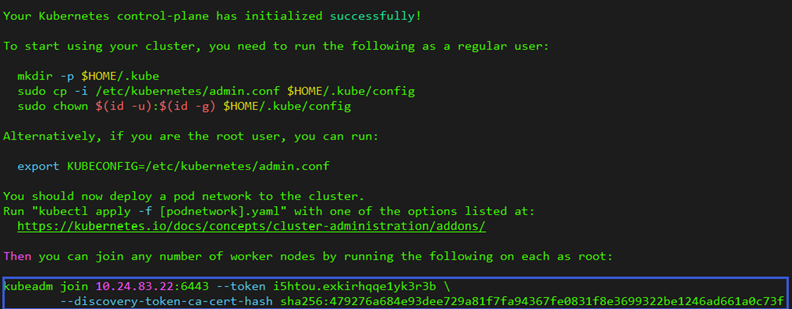 Your Kubernetes control-plane has initialized successfully!
To start using your cluster, you need to run the following as a regular user:
mkdir -p $HOME/.kube
sudo cp -i /etc/kubernetes/admin.conf $HOME/.kube/config
sudo chown $(id -u):$(id -g) $HOME/.kube/config
Alternatively, if you are the root user, you can run:
export KUBECONFIG=/etc/kubernetes/admin.conf
You should now deploy a pod network to the cluster.
Run "kubectl apply -f [podnetwork].yaml" with one of the options listed at:
https://kubernetes.io/docs/concepts/cluster-administration/addons/
Then you can join any number of worker nodes by running the following on each as root:
kubeadm join 10.24.83.22:6443 --token i5htou.exkirhqqe1yk3r3b \
--discovery-token-ca-cert-hash sha256:479276a684e93dee729a81f7fa94367fe0831f8e3699322be1246ad661a0c73f